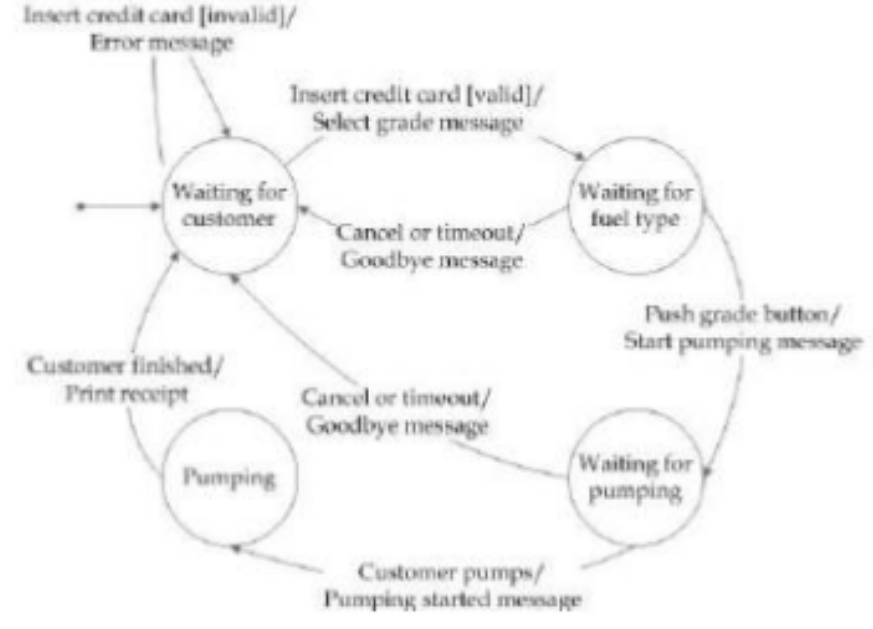 Insert credit card [invalid]/
Error message
Insert credit card [valid]/
Select grade message
Waiting for
customer
Waiting for
fuel type
Cancel or timeout/
Goodbye message
Push grade button/
Start pumping message
Customer finished/
Print receipt
Cancel or timeout/
Goodbye message
Pumping
Waiting for
pumping
Customer pumps/
Pumping started message